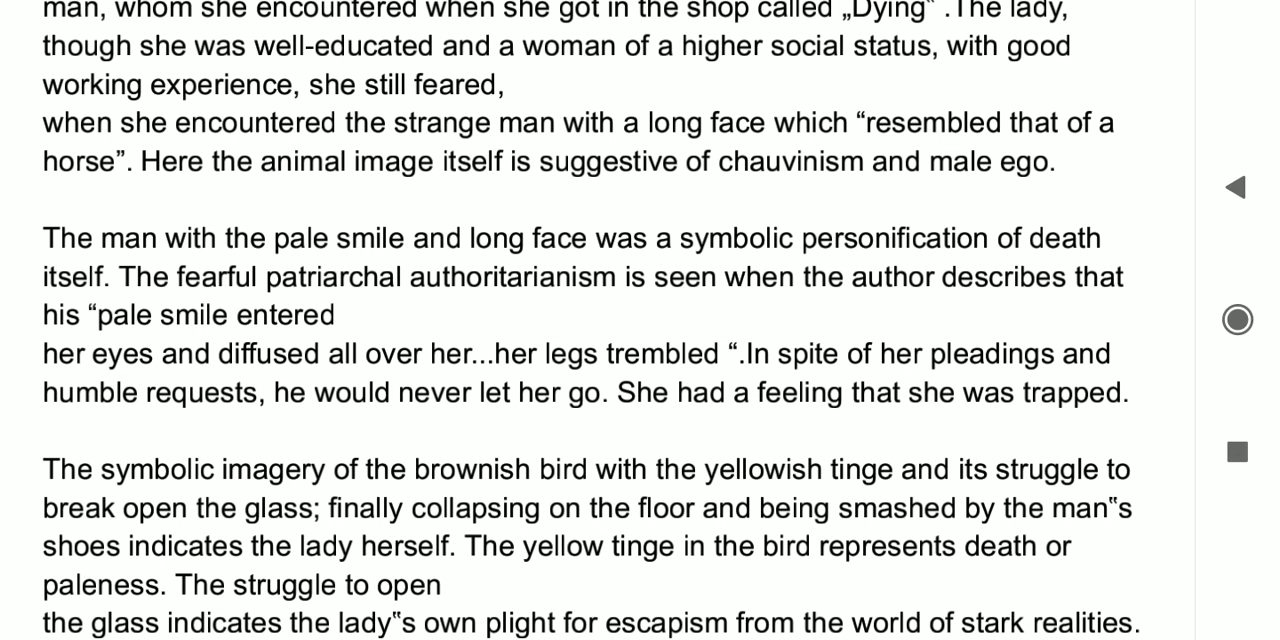 man, whom she encountered when she got in the shop called „Dying‟ .The lady,
though she was well-educated and a woman of a higher social status, with good
working experience, she still feared,
when she encountered the strange man with a long face which “resembled that of a
horse”. Here the animal image itself is suggestive of chauvinism and male ego.
The man with the pale smile and long face was a symbolic personification of death
itself. The fearful patriarchal authoritarianism is seen when the author describes that
his “pale smile entered
her eyes and diffused all over her...her legs trembled “.In spite of her pleadings and
humble requests, he would never let her go. She had a feeling that she was trapped.
The symbolic imagery of the brownish bird with the yellowish tinge and its struggle to
break open the glass; finally collapsing on the floor and being smashed by the man‟s
shoes indicates the lady herself. The yellow tinge in the bird represents death or
paleness. The struggle to open
the glass indicates the lady‟s own plight for escapism from the world of stark realities.